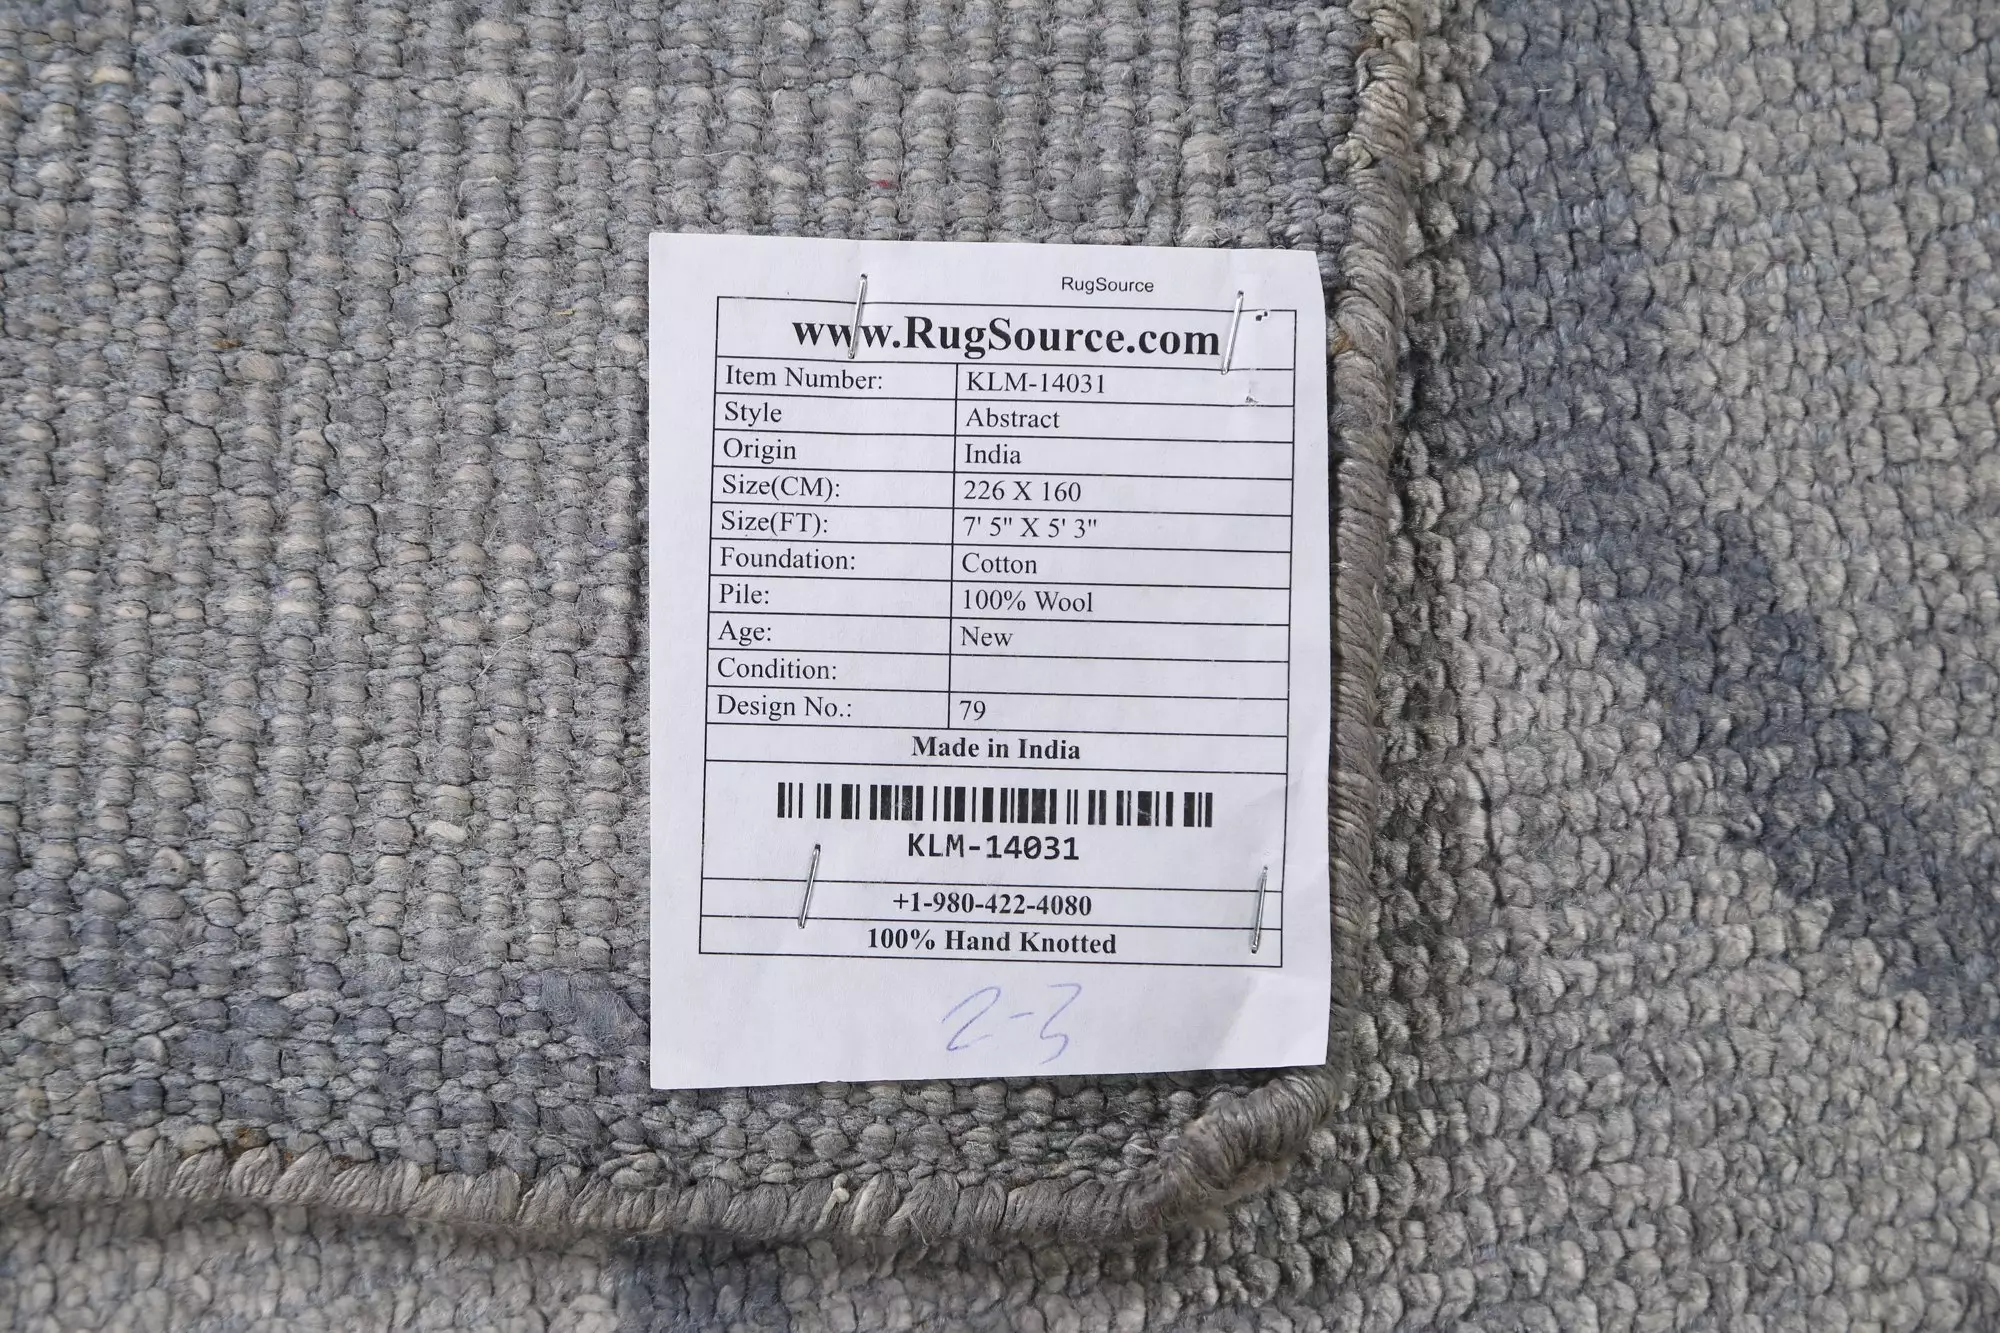 RugSource
www.RugSource.com
Item Number: KLM-14031
Style Abstract
Origin India
Size(CM): 226 X 160
Size(FT): 7' 5" X 5' 3"
Foundation: Cotton
Pile: 100% Wool
Age: New
Condition:
Design No.: 79
Made in India
KLM-14031
+1-980-422-4080
100% Hand Knotted
2-3